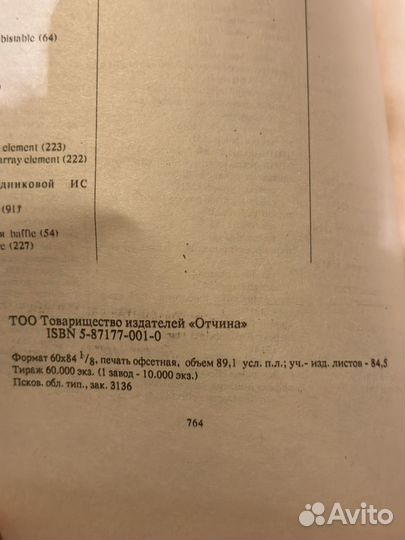 bistable (64)
element (223)
array element (222)
дниковой ИС
(91)
я baffle (54)
e (227)
ТОО Товарищество издателей «Отчина»
ISBN 5-87177-001-0
Формат 60x84 1/8, печать офсетная, объем 89,1 усл. п.л.; уч.- изд. листов - 84,5
Тираж 60.000 экз. (1 завод - 10.000 экз.)
Псков. обл. тип., зак. 3136
764
Avito